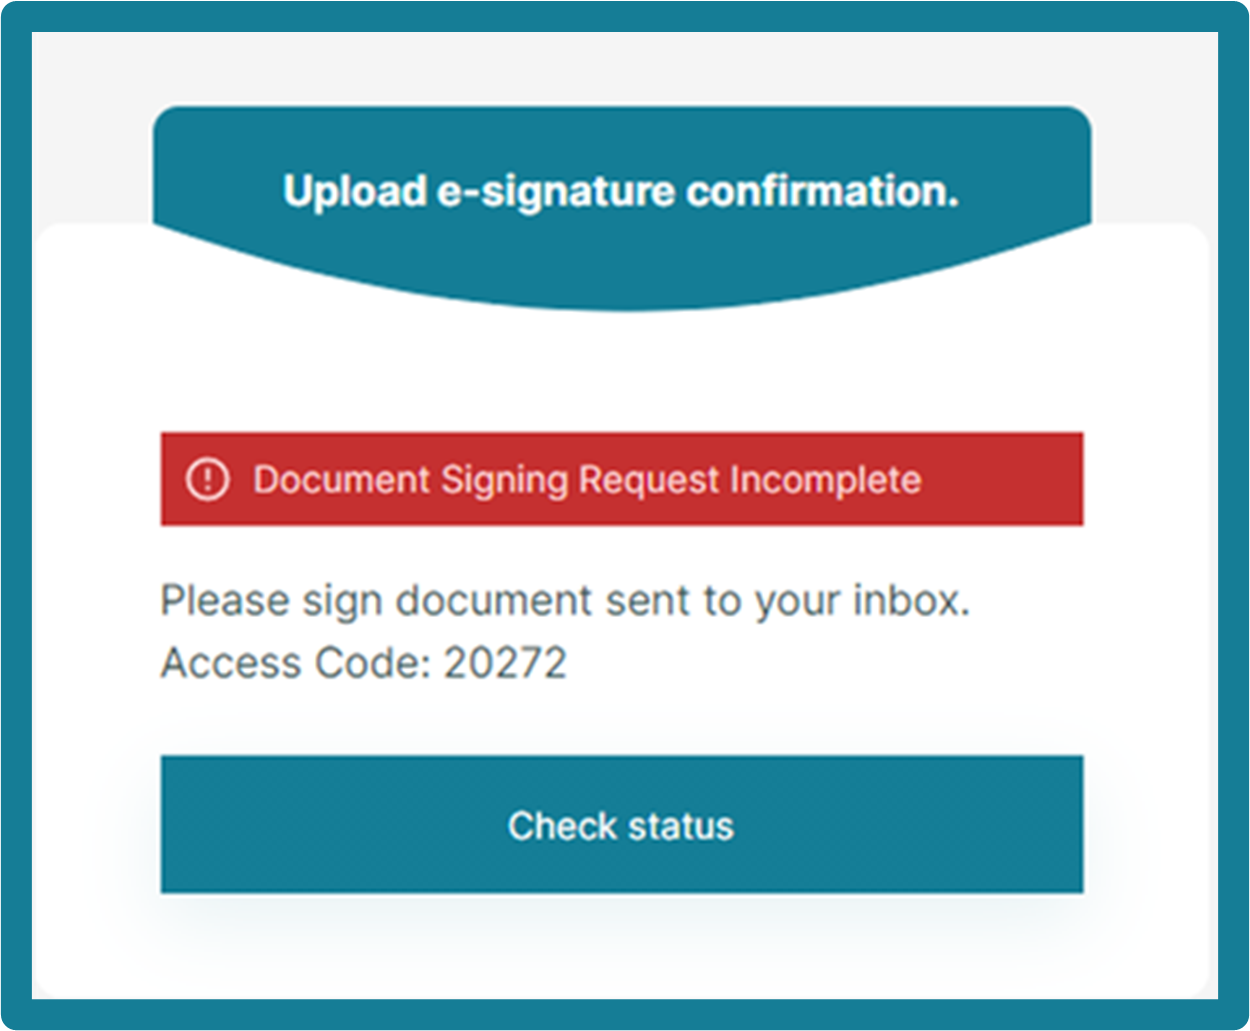 Upload e-signature confirmation.
Document Signing Request Incomplete
Please sign document sent to your inbox.
Access Code: 20272
Check status